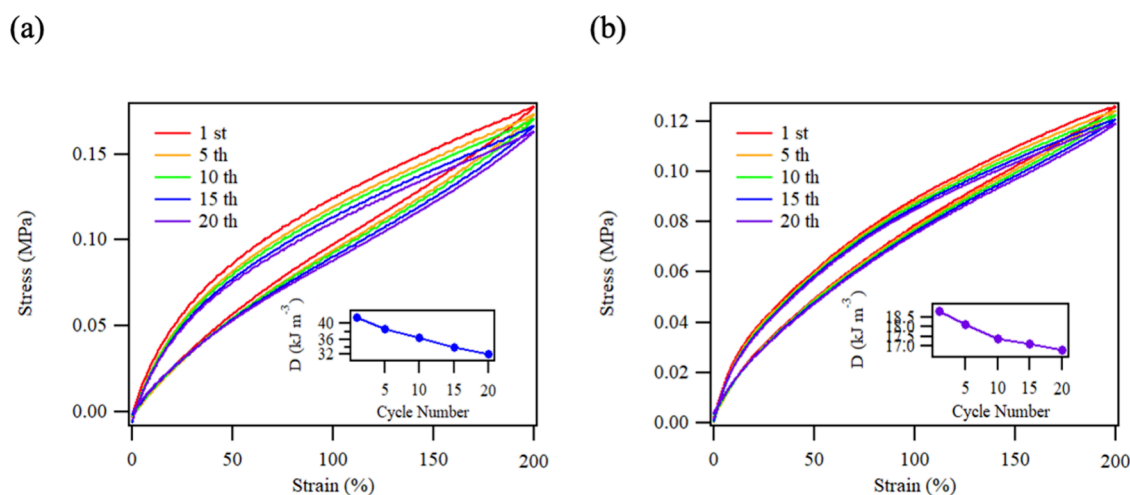 (a)
Stress (MPa)
0.15
0.10
0.05
0.00
1 st
5 th
10 th
15 th
20 th
D (kJ m⁻³)
40
36
32
5 10 15 20
Cycle Number
0 50 100 150 200
Strain (%)
(b)
Stress (MPa)
0.12
0.10
0.08
0.06
0.04
0.02
0.00
1 st
5 th
10 th
15 th
20 th
D (kJ m⁻³)
18.5
18.0
17.5
17.0
5 10 15 20
Cycle Number
0 50 100 150 200
Strain (%)